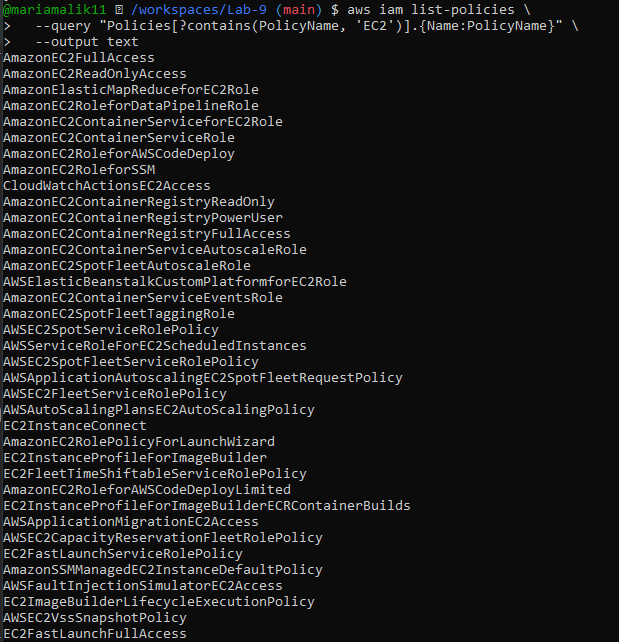 @mariamalik11 /workspaces/Lab-9 (main) $ aws iam list-policies \
>   --query "Policies[?contains(PolicyName, 'EC2')].{Name:PolicyName}" \
>   --output text
AmazonEC2FullAccess
AmazonEC2ReadOnlyAccess
AmazonElasticMapReduceforEC2Role
AmazonEC2RoleforDataPipelineRole
AmazonEC2ContainerServiceforEC2Role
AmazonEC2ContainerServiceRole
AmazonEC2RoleforAWSCodeDeploy
AmazonEC2RoleforSSM
CloudWatchActionsEC2Access
AmazonEC2ContainerRegistryReadOnly
AmazonEC2ContainerRegistryPowerUser
AmazonEC2ContainerRegistryFullAccess
AmazonEC2ContainerServiceAutoscaleRole
AmazonEC2SpotFleetAutoscaleRole
AWSElasticBeanstalkCustomPlatformforEC2Role
AmazonEC2ContainerServiceEventsRole
AmazonEC2SpotFleetTaggingRole
AWSEC2SpotServiceRolePolicy
AWSServiceRoleForEC2ScheduledInstances
AWSEC2SpotFleetServiceRolePolicy
AWSApplicationAutoscalingEC2SpotFleetRequestPolicy
AWSEC2FleetServiceRolePolicy
AWSAutoScalingPlansEC2AutoScalingPolicy
EC2InstanceConnect
AmazonEC2RolePolicyForLaunchWizard
EC2InstanceProfileForImageBuilder
EC2FleetTimeShiftableServiceRolePolicy
AmazonEC2RoleforAWSCodeDeployLimited
EC2InstanceProfileForImageBuilderECRContainerBuilds
AWSApplicationMigrationEC2Access
AWSEC2CapacityReservationFleetRolePolicy
EC2FastLaunchServiceRolePolicy
AmazonSSMManagedEC2InstanceDefaultPolicy
AWSFaultInjectionSimulatorEC2Access
EC2ImageBuilderLifecycleExecutionPolicy
AWSEC2VssSnapshotPolicy
EC2FastLaunchFullAccess